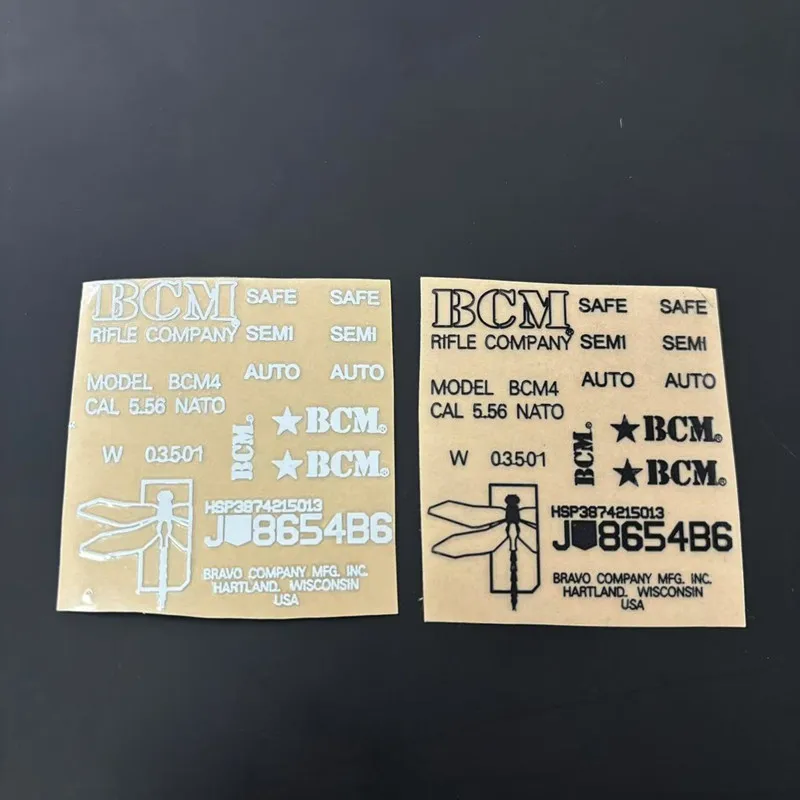 BCM® SAFE SAFE
RIFLE COMPANY SEMI SEMI
AUTO AUTO
MODEL BCM4
CAL 5.56 NATO
★BCM®
BCM®
W 03501
★BCM®
HSP3874215013
J8654B6
BRAVO COMPANY MFG. INC.
HARTLAND, WISCONSIN
USA
BCM® SAFE SAFE
RIFLE COMPANY SEMI SEMI
AUTO AUTO
MODEL BCM4
CAL 5.56 NATO
★BCM®
BCM®
W 03501
★BCM®
HSP3874215013
J8654B6
BRAVO COMPANY MFG. INC.
HARTLAND, WISCONSIN
USA